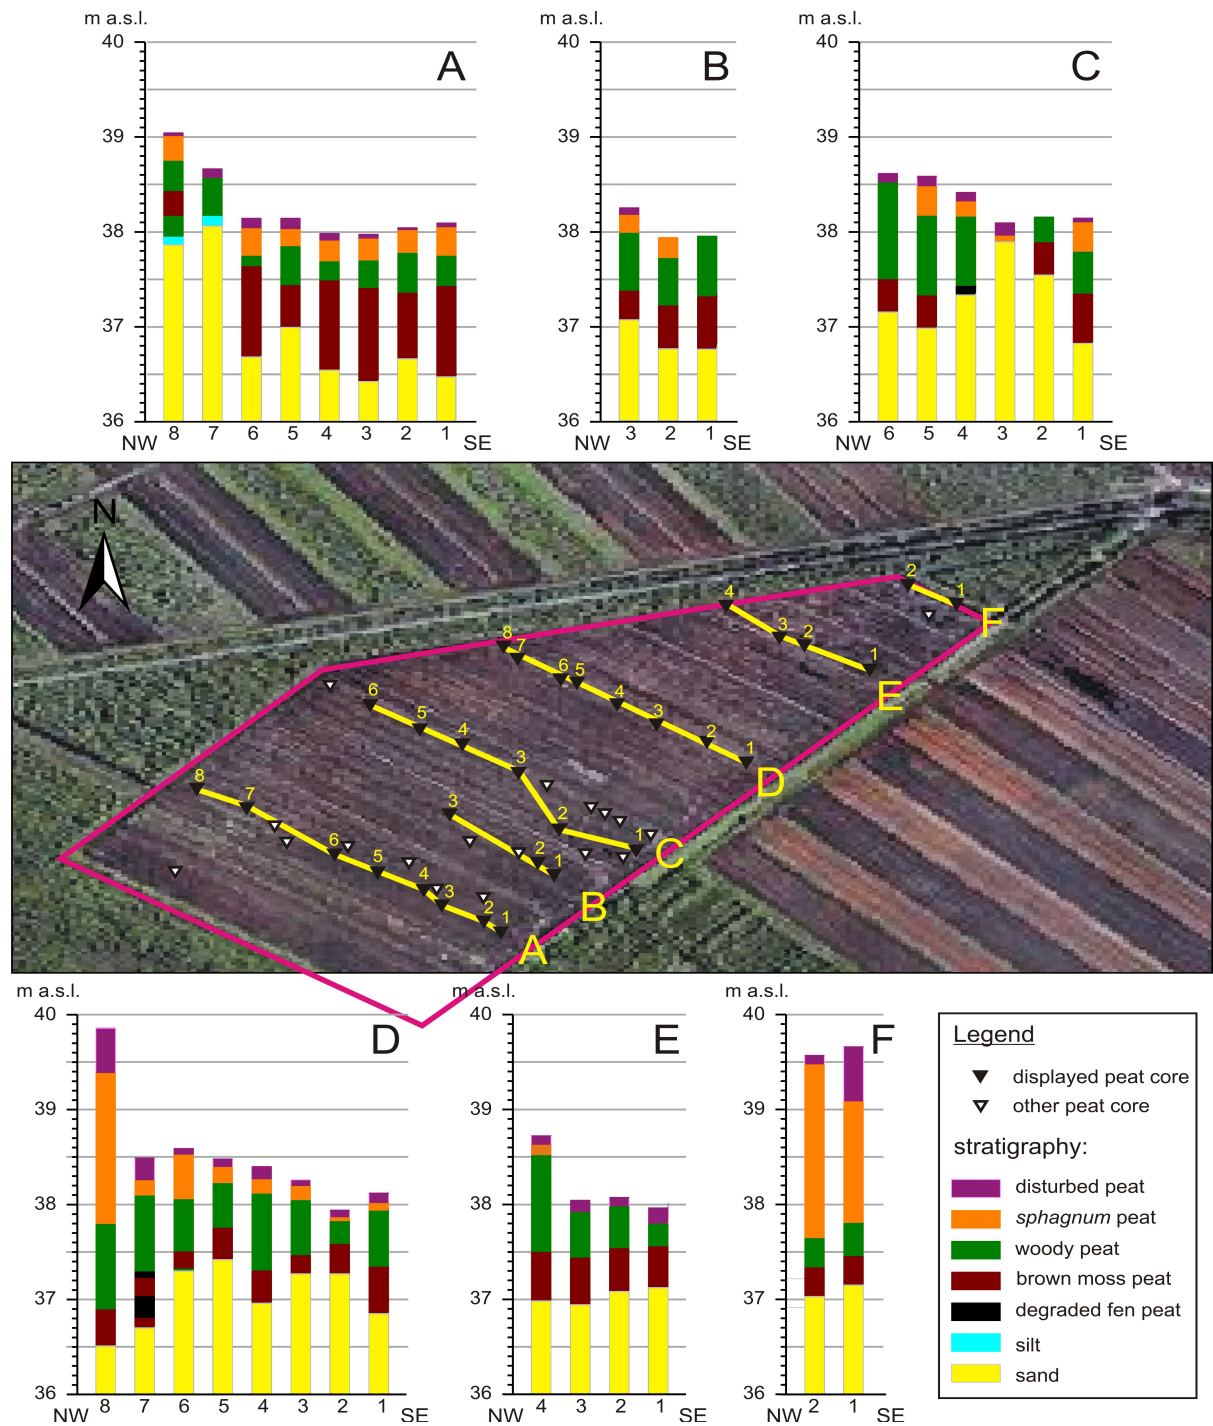 m a.s.l. m a.s.l. m a.s.l.
40 A 40 B 40 C
39 39 39
38 38 38
37 37 37
36 36 36
NW 8 7 6 5 4 3 2 1 SE NW 3 2 1 SE NW 6 5 4 3 2 1 SE
N
2
4 1
F
3 2
8 7 1
6 5 E
6 4
5 3
4 2
3 1
8 D
7 3
2
6 1 C
5 2 1
4
3 B
2 1
A
m a.s.l. m a.s.l. m a.s.l.
40 D 40 E 40 F
39 39 39
38 38 38
37 37 37
36 36 36
NW 8 7 6 5 4 3 2 1 SE NW 4 3 2 1 SE NW 2 1 SE
Legend
displayed peat core
other peat core
stratigraphy:
disturbed peat
sphagnum peat
woody peat
brown moss peat
degraded fen peat
silt
sand